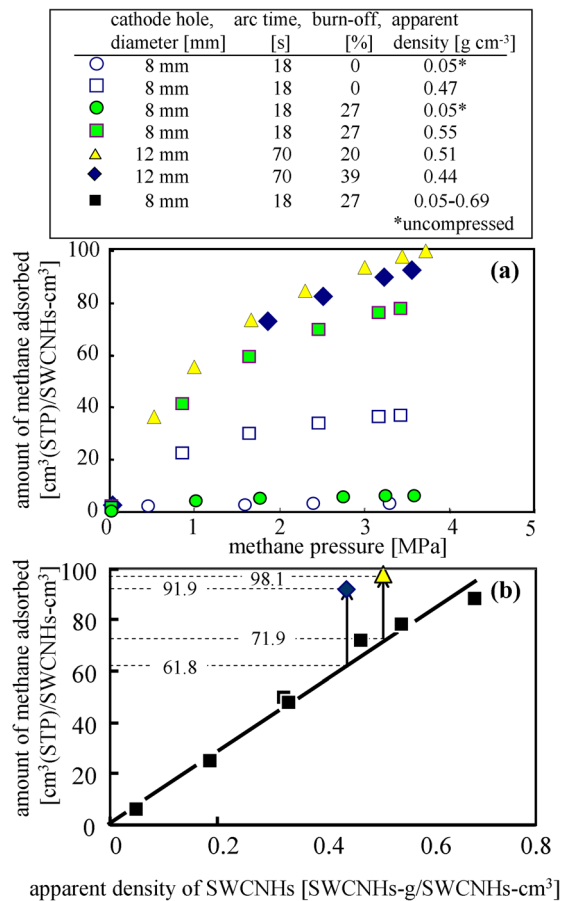 cathode hole, arc time, burn-off, apparent
diameter [mm] [s] [%] density [g cm⁻³]
8 mm 18 0 0.05*
8 mm 18 0 0.47
8 mm 18 27 0.05*
8 mm 18 27 0.55
12 mm 70 20 0.51
12 mm 70 39 0.44
8 mm 18 27 0.05-0.69
*uncompressed
amount of methane adsorbed
[cm³(STP)/SWCNHs-cm³]
100
80
60
40
20
0
(a)
0 1 2 3 4 5
methane pressure [MPa]
amount of methane adsorbed
[cm³(STP)/SWCNHs-cm³]
100
80
60
40
20
0
98.1
91.9
71.9
61.8
(b)
0 0.2 0.4 0.6 0.8
apparent density of SWCNHs [SWCNHs-g/SWCNHs-cm³]